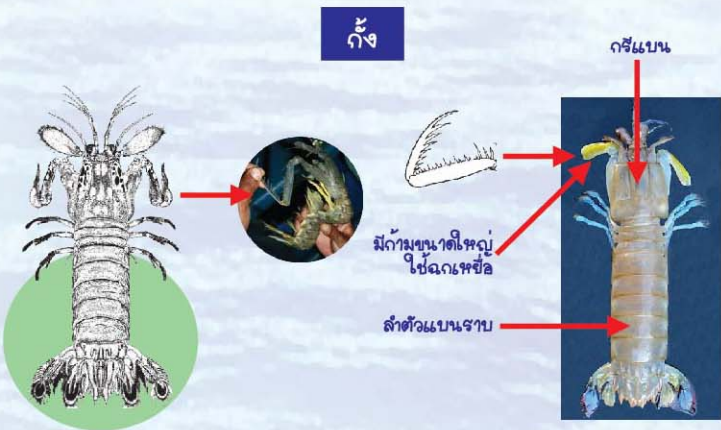 กั้ง
กรีแบน
มีก้ามขนาดใหญ่
ใช้ฉกเหยื่อ
ลำตัวแบนราบ